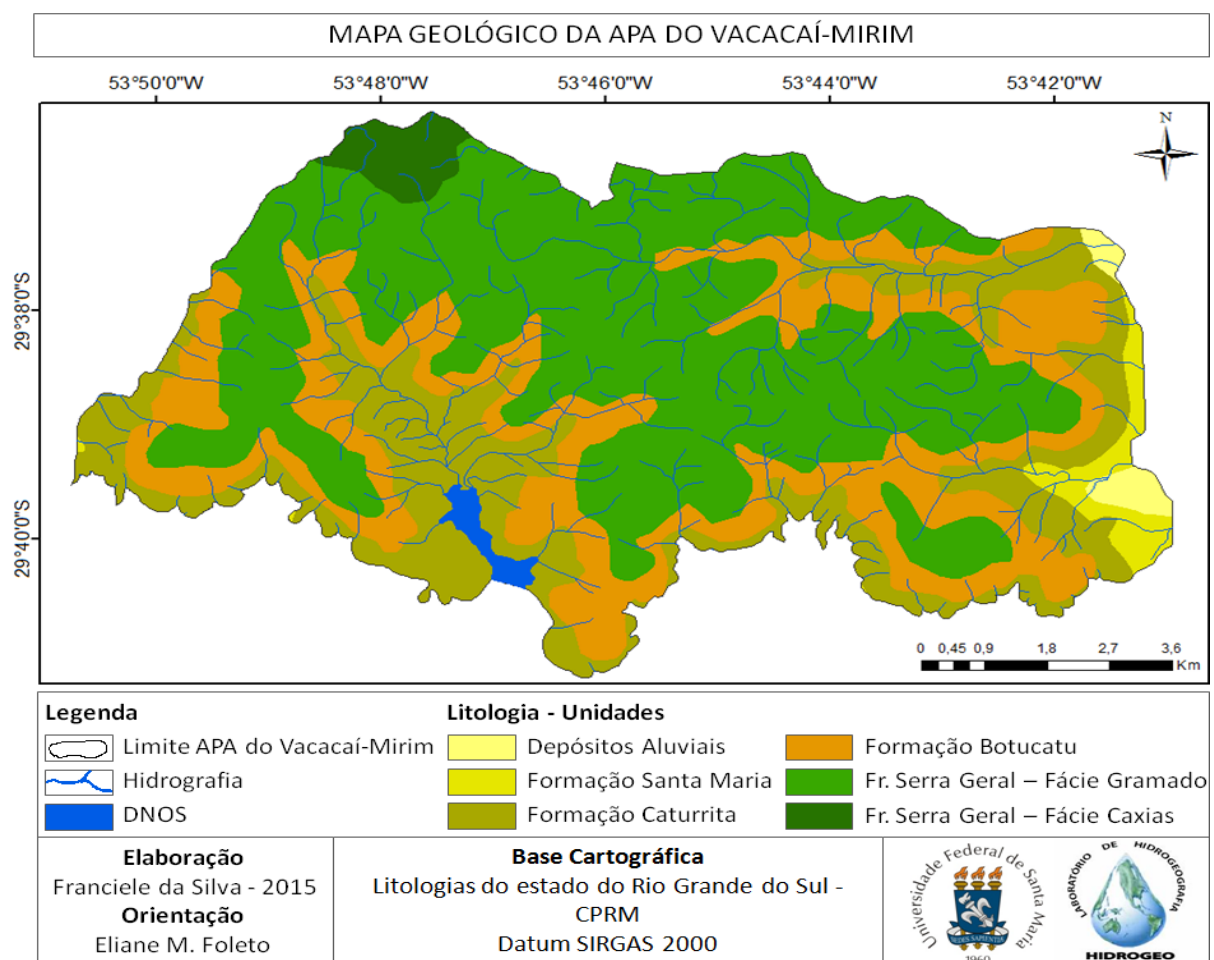 MAPA GEOLÓGICO DA APA DO VACACAÍ-MIRIM
53°50'0"W 53°48'0"W 53°46'0"W 53°44'0"W 53°42'0"W
N
29°38'0"S
29°40'0"S
0 0,45 0,9 1,8 2,7 3,6
Km
Legenda
Limite APA do Vacacaí-Mirim
Hidrografia
DNOS
Litologia - Unidades
Depósitos Aluviais
Formação Santa Maria
Formação Caturrita
Formação Botucatu
Fr. Serra Geral – Fácie Gramado
Fr. Serra Geral – Fácie Caxias
Elaboração
Franciele da Silva - 2015
Orientação
Eliane M. Foleto
Base Cartográfica
Litologias do estado do Rio Grande do Sul -
CPRM
Datum SIRGAS 2000
Universidade Federal de Santa Maria
SEDES SAPIENTIAE
1960
LABORATÓRIO DE HIDROGEOGRAFIA
HIDROGEO